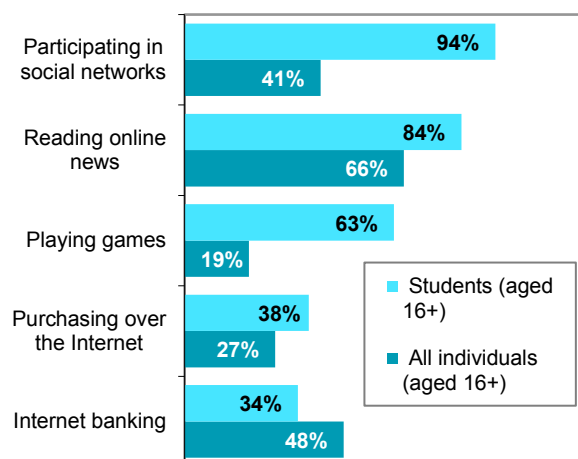 Participating in
social networks
94%
41%
Reading online
news
84%
66%
Playing games
63%
19%
Purchasing over
the Internet
38%
27%
Internet banking
34%
48%
Students (aged
16+)
All individuals
(aged 16+)